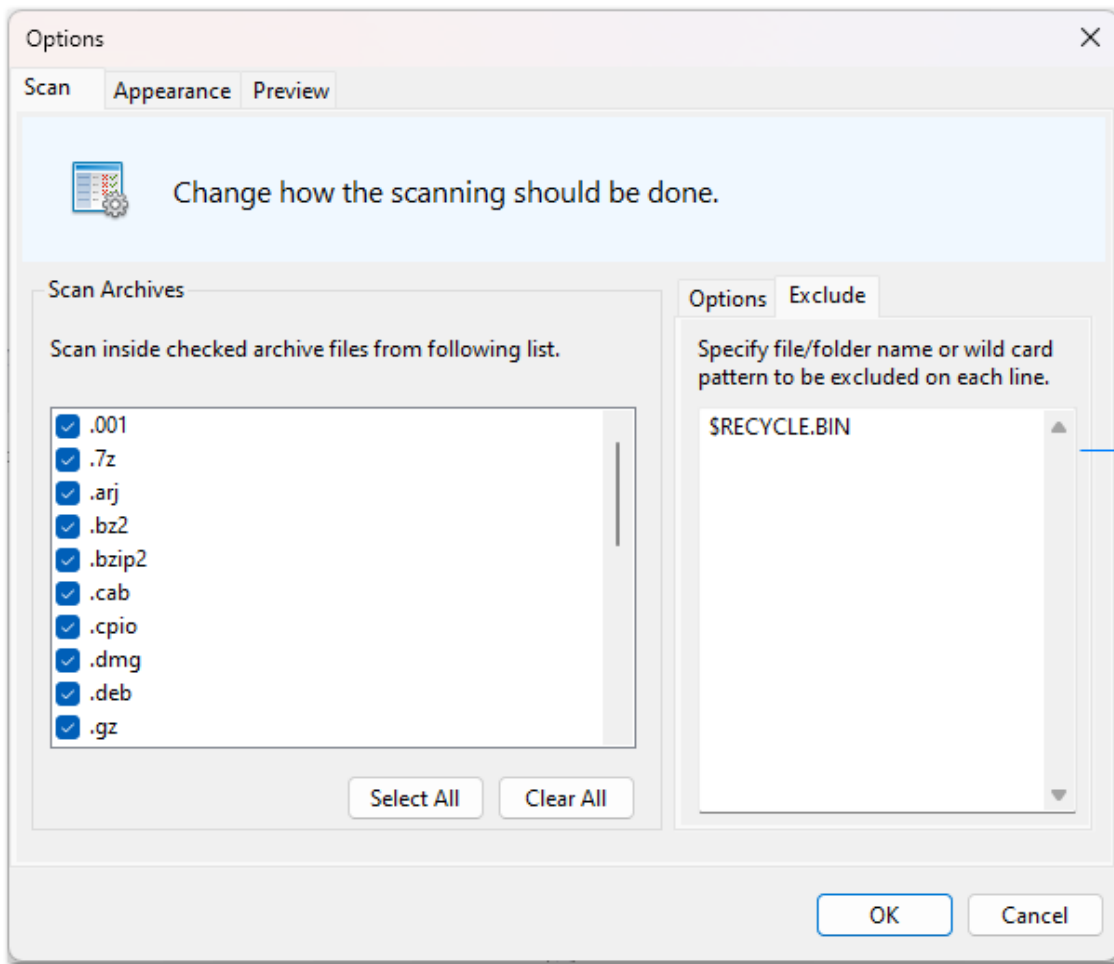 Options
Scan
Appearance
Preview
Change how the scanning should be done.
Scan Archives
Scan inside checked archive files from following list.
.001
.7z
.arj
.bz2
.bzip2
.cab
.cpio
.dmg
.deb
.gz
Select All
Clear All
Options
Exclude
Specify file/folder name or wild card
pattern to be excluded on each line.
$RECYCLE.BIN
OK
Cancel